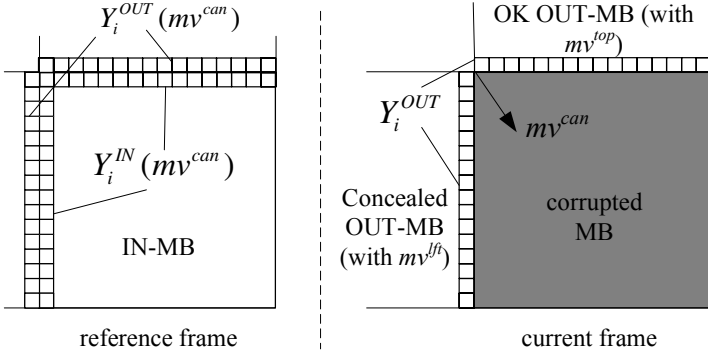 Y_i^{OUT}(mv^{can})
Y_i^{IN}(mv^{can})
IN-MB
reference frame
OK OUT-MB (with
mv^{top})
Y_i^{OUT}
mv^{can}
Concealed
OUT-MB
(with mv^{lft})
corrupted
MB
current frame